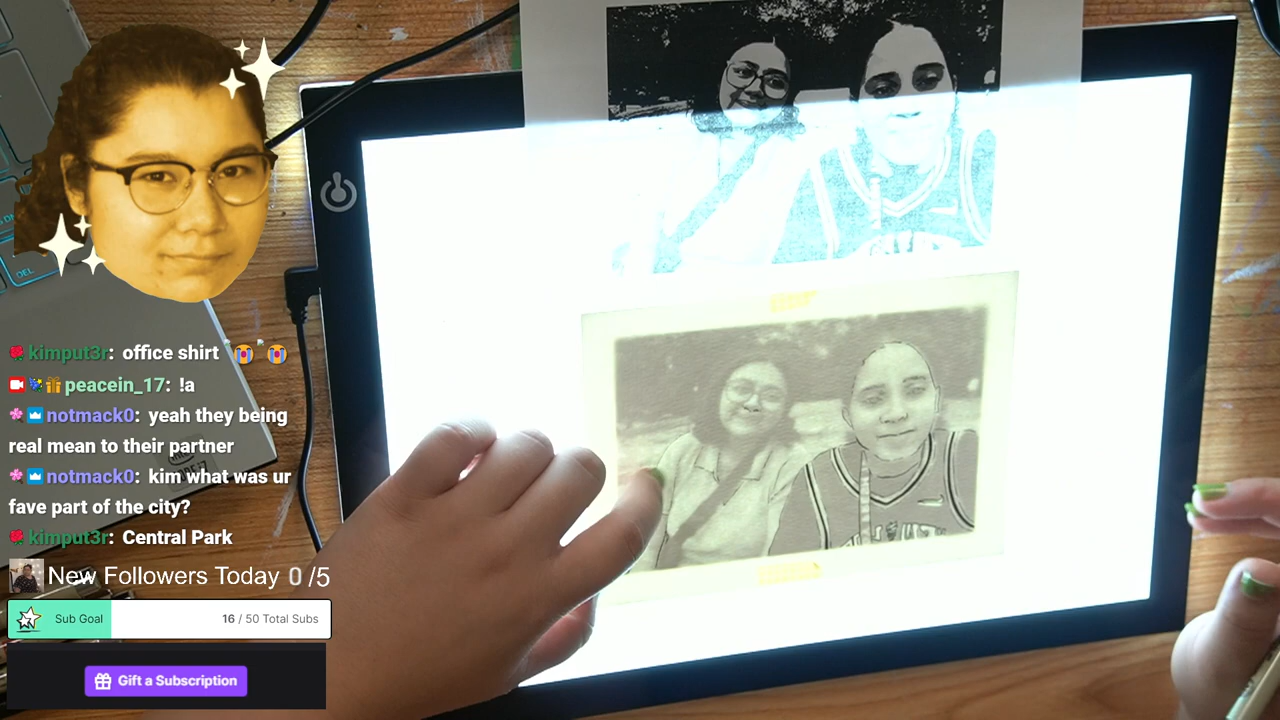 DEL
kimput3r: office shirt 😭 😭
peacein_17: !a
notmack0: yeah they being
real mean to their partner
notmack0: kim what was ur
fave part of the city?
kimput3r: Central Park
New Followers Today 0 /5
Sub Goal 16 / 50 Total Subs
Gift a Subscription